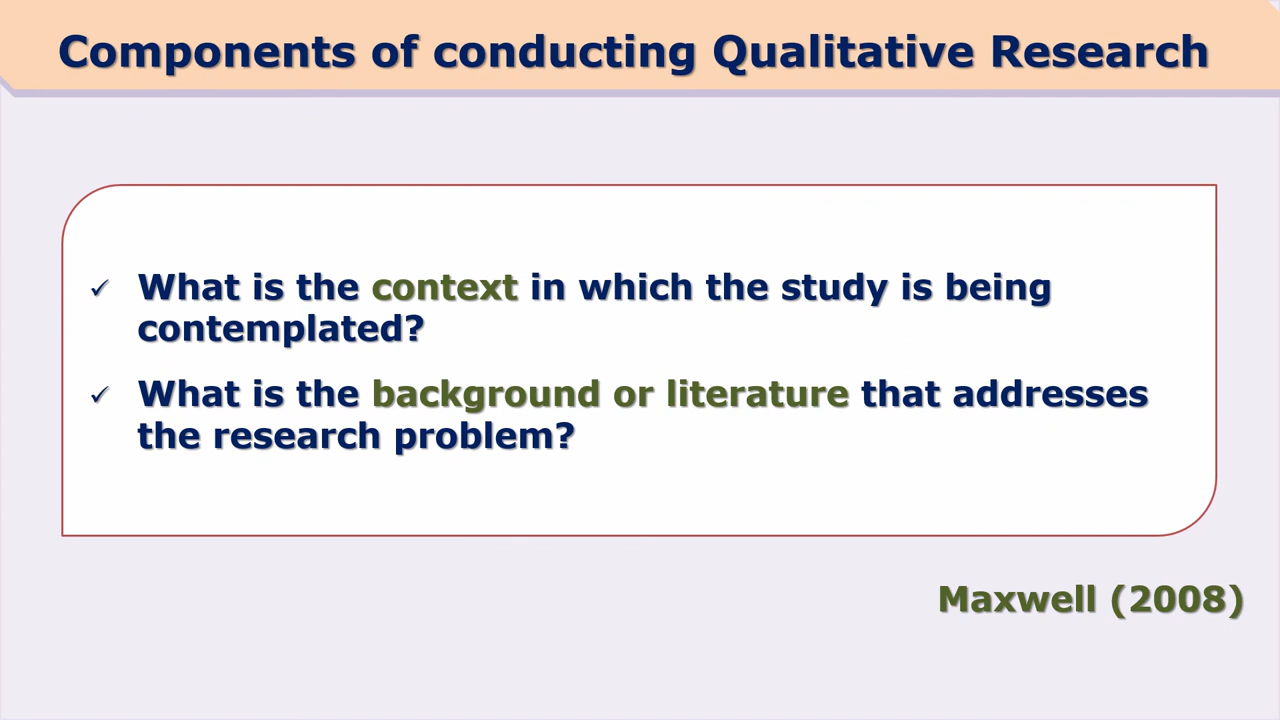 Components of conducting Qualitative Research
✓ What is the context in which the study is being
contemplated?
✓ What is the background or literature that addresses
the research problem?
Maxwell (2008)